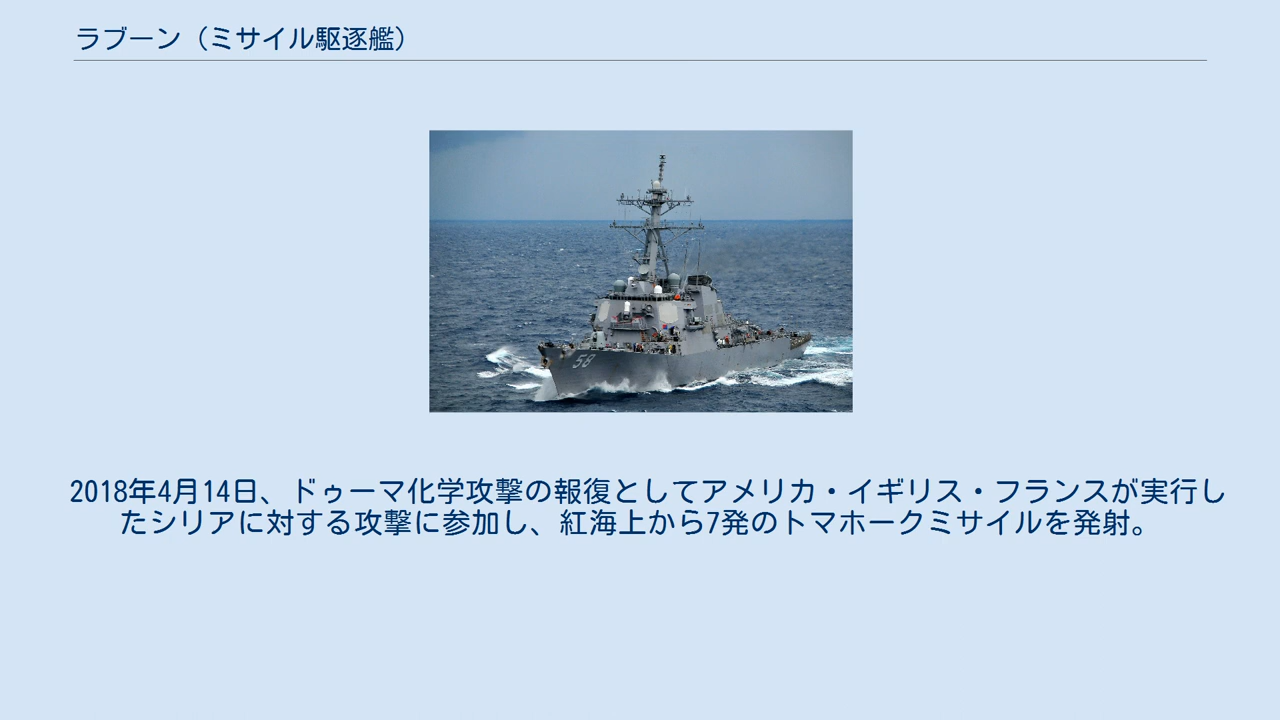 ラブーン（ミサイル駆逐艦）
58
2018年4月14日、ドゥーマ化学攻撃の報復としてアメリカ・イギリス・フランスが実行し
たシリアに対する攻撃に参加し、紅海上から7発のトマホークミサイルを発射。